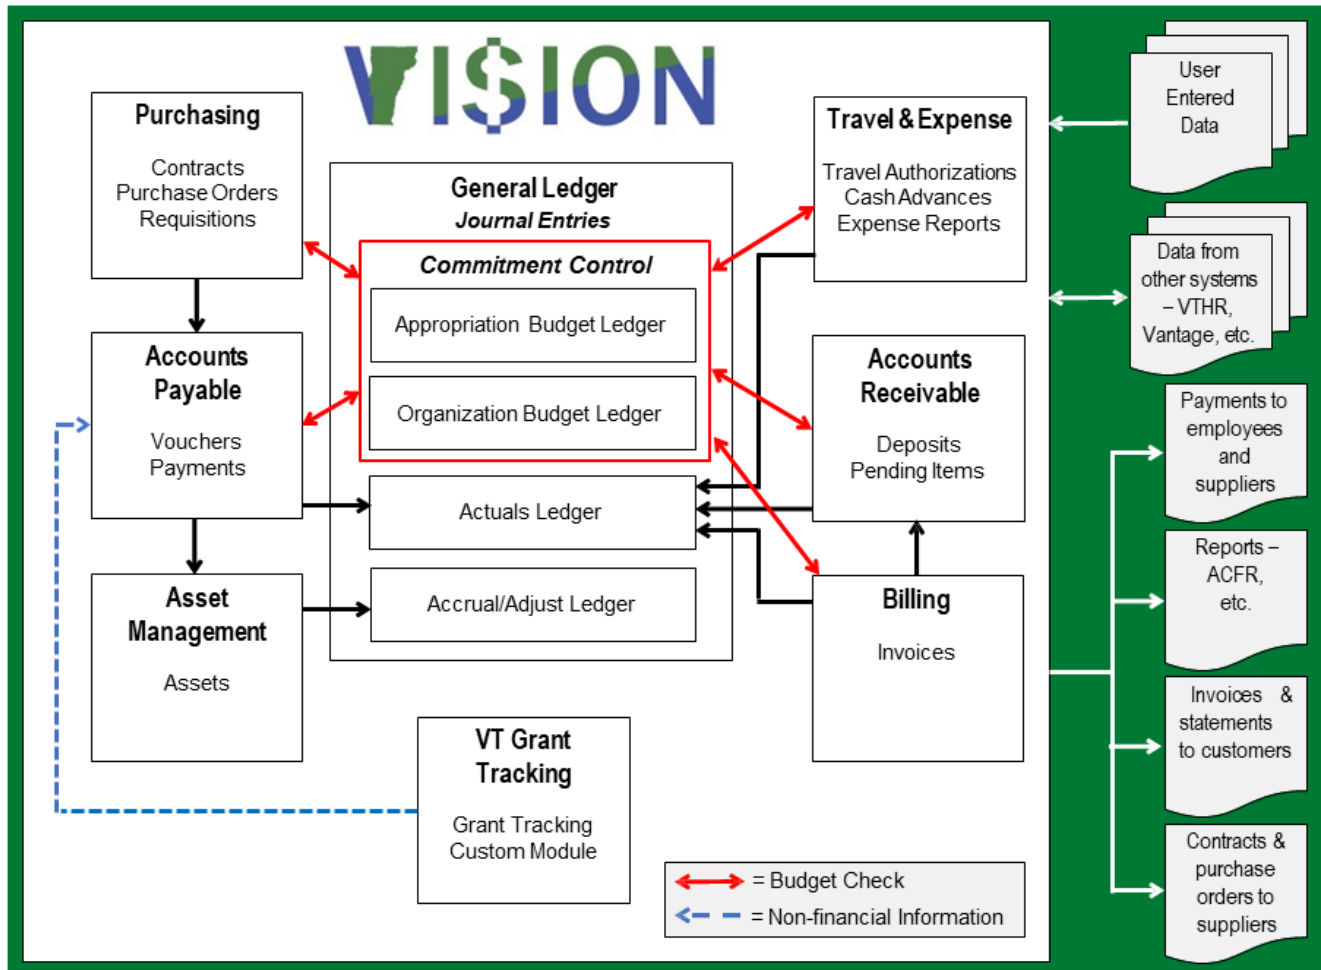 VISION
Purchasing
Contracts
Purchase Orders
Requisitions
General Ledger
Journal Entries
Commitment Control
Appropriation Budget Ledger
Organization Budget Ledger
Actuals Ledger
Accrual/Adjust Ledger
Travel & Expense
Travel Authorizations
Cash Advances
Expense Reports
Accounts
Payable
Vouchers
Payments
Accounts
Receivable
Deposits
Pending Items
Asset
Management
Assets
Billing
Invoices
VT Grant
Tracking
Grant Tracking
Custom Module
= Budget Check
= Non-financial Information
User
Entered
Data
Data from
other systems
– VTHR,
Vantage, etc.
Payments to
employees
and
suppliers
Reports –
ACFR,
etc.
Invoices &
statements
to customers
Contracts &
purchase
orders to
suppliers